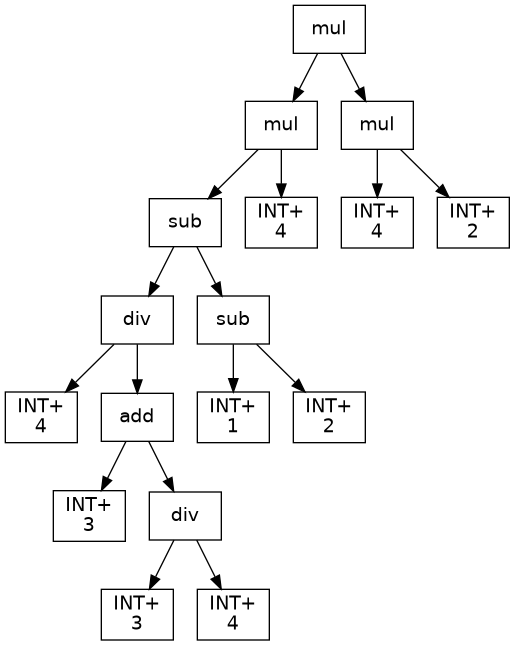 mul
mul
mul
sub
INT+
4
INT+
4
INT+
2
div
sub
INT+
4
add
INT+
1
INT+
2
INT+
3
div
INT+
3
INT+
4